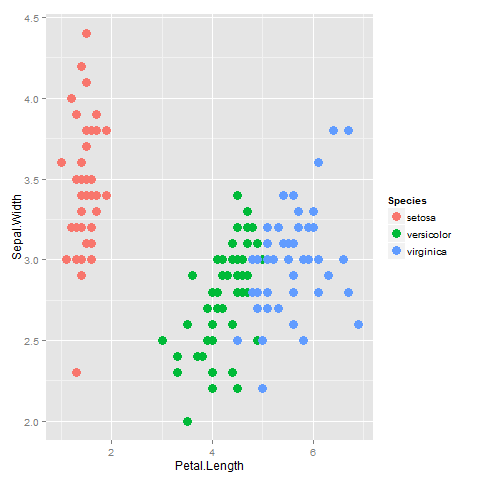 4.5
4.0
3.5
3.0
2.5
2.0
Sepal.Width
2 4 6
Petal.Length
Species
setosa
versicolor
virginica